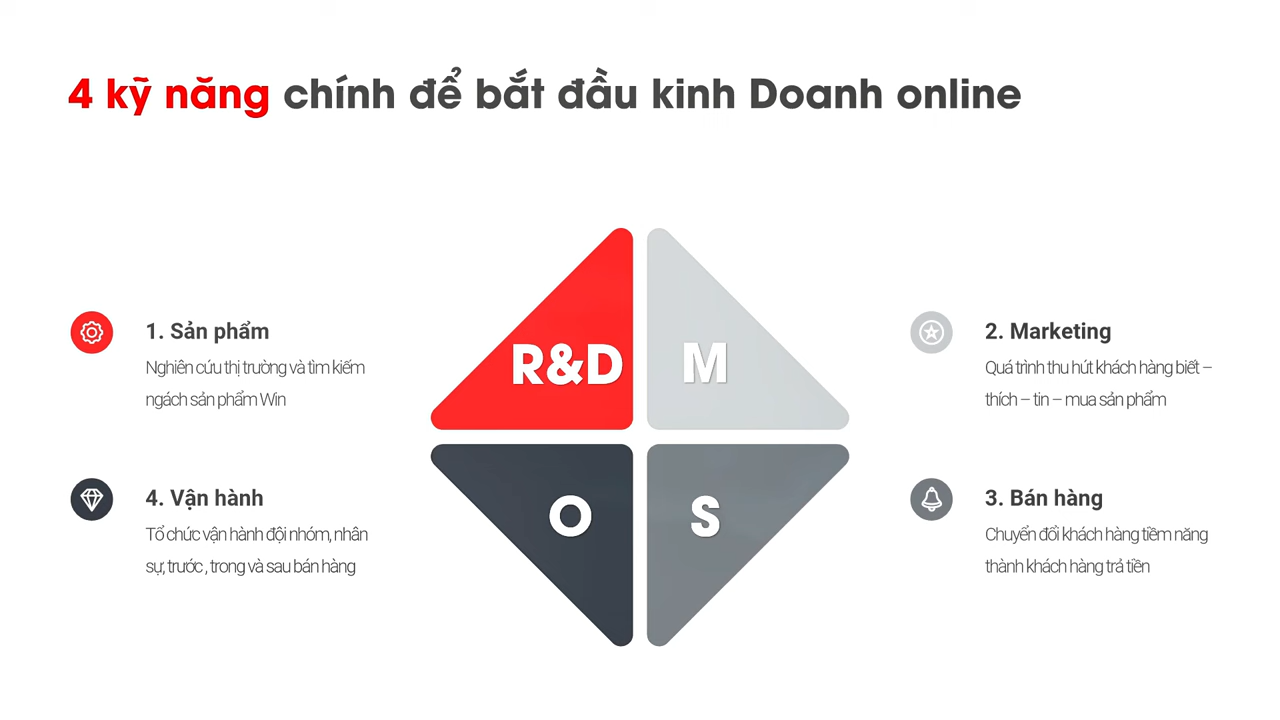 4 kỹ năng chính để bắt đầu kinh Doanh online
1. Sản phẩm
Nghiên cứu thị trường và tìm kiếm
ngách sản phẩm Win
R&D
M
2. Marketing
Quá trình thu hút khách hàng biết –
thích – tin – mua sản phẩm
4. Vận hành
Tổ chức vận hành đội nhóm, nhân
sự, trước , trong và sau bán hàng
O
S
3. Bán hàng
Chuyển đổi khách hàng tiềm năng
thành khách hàng trả tiền